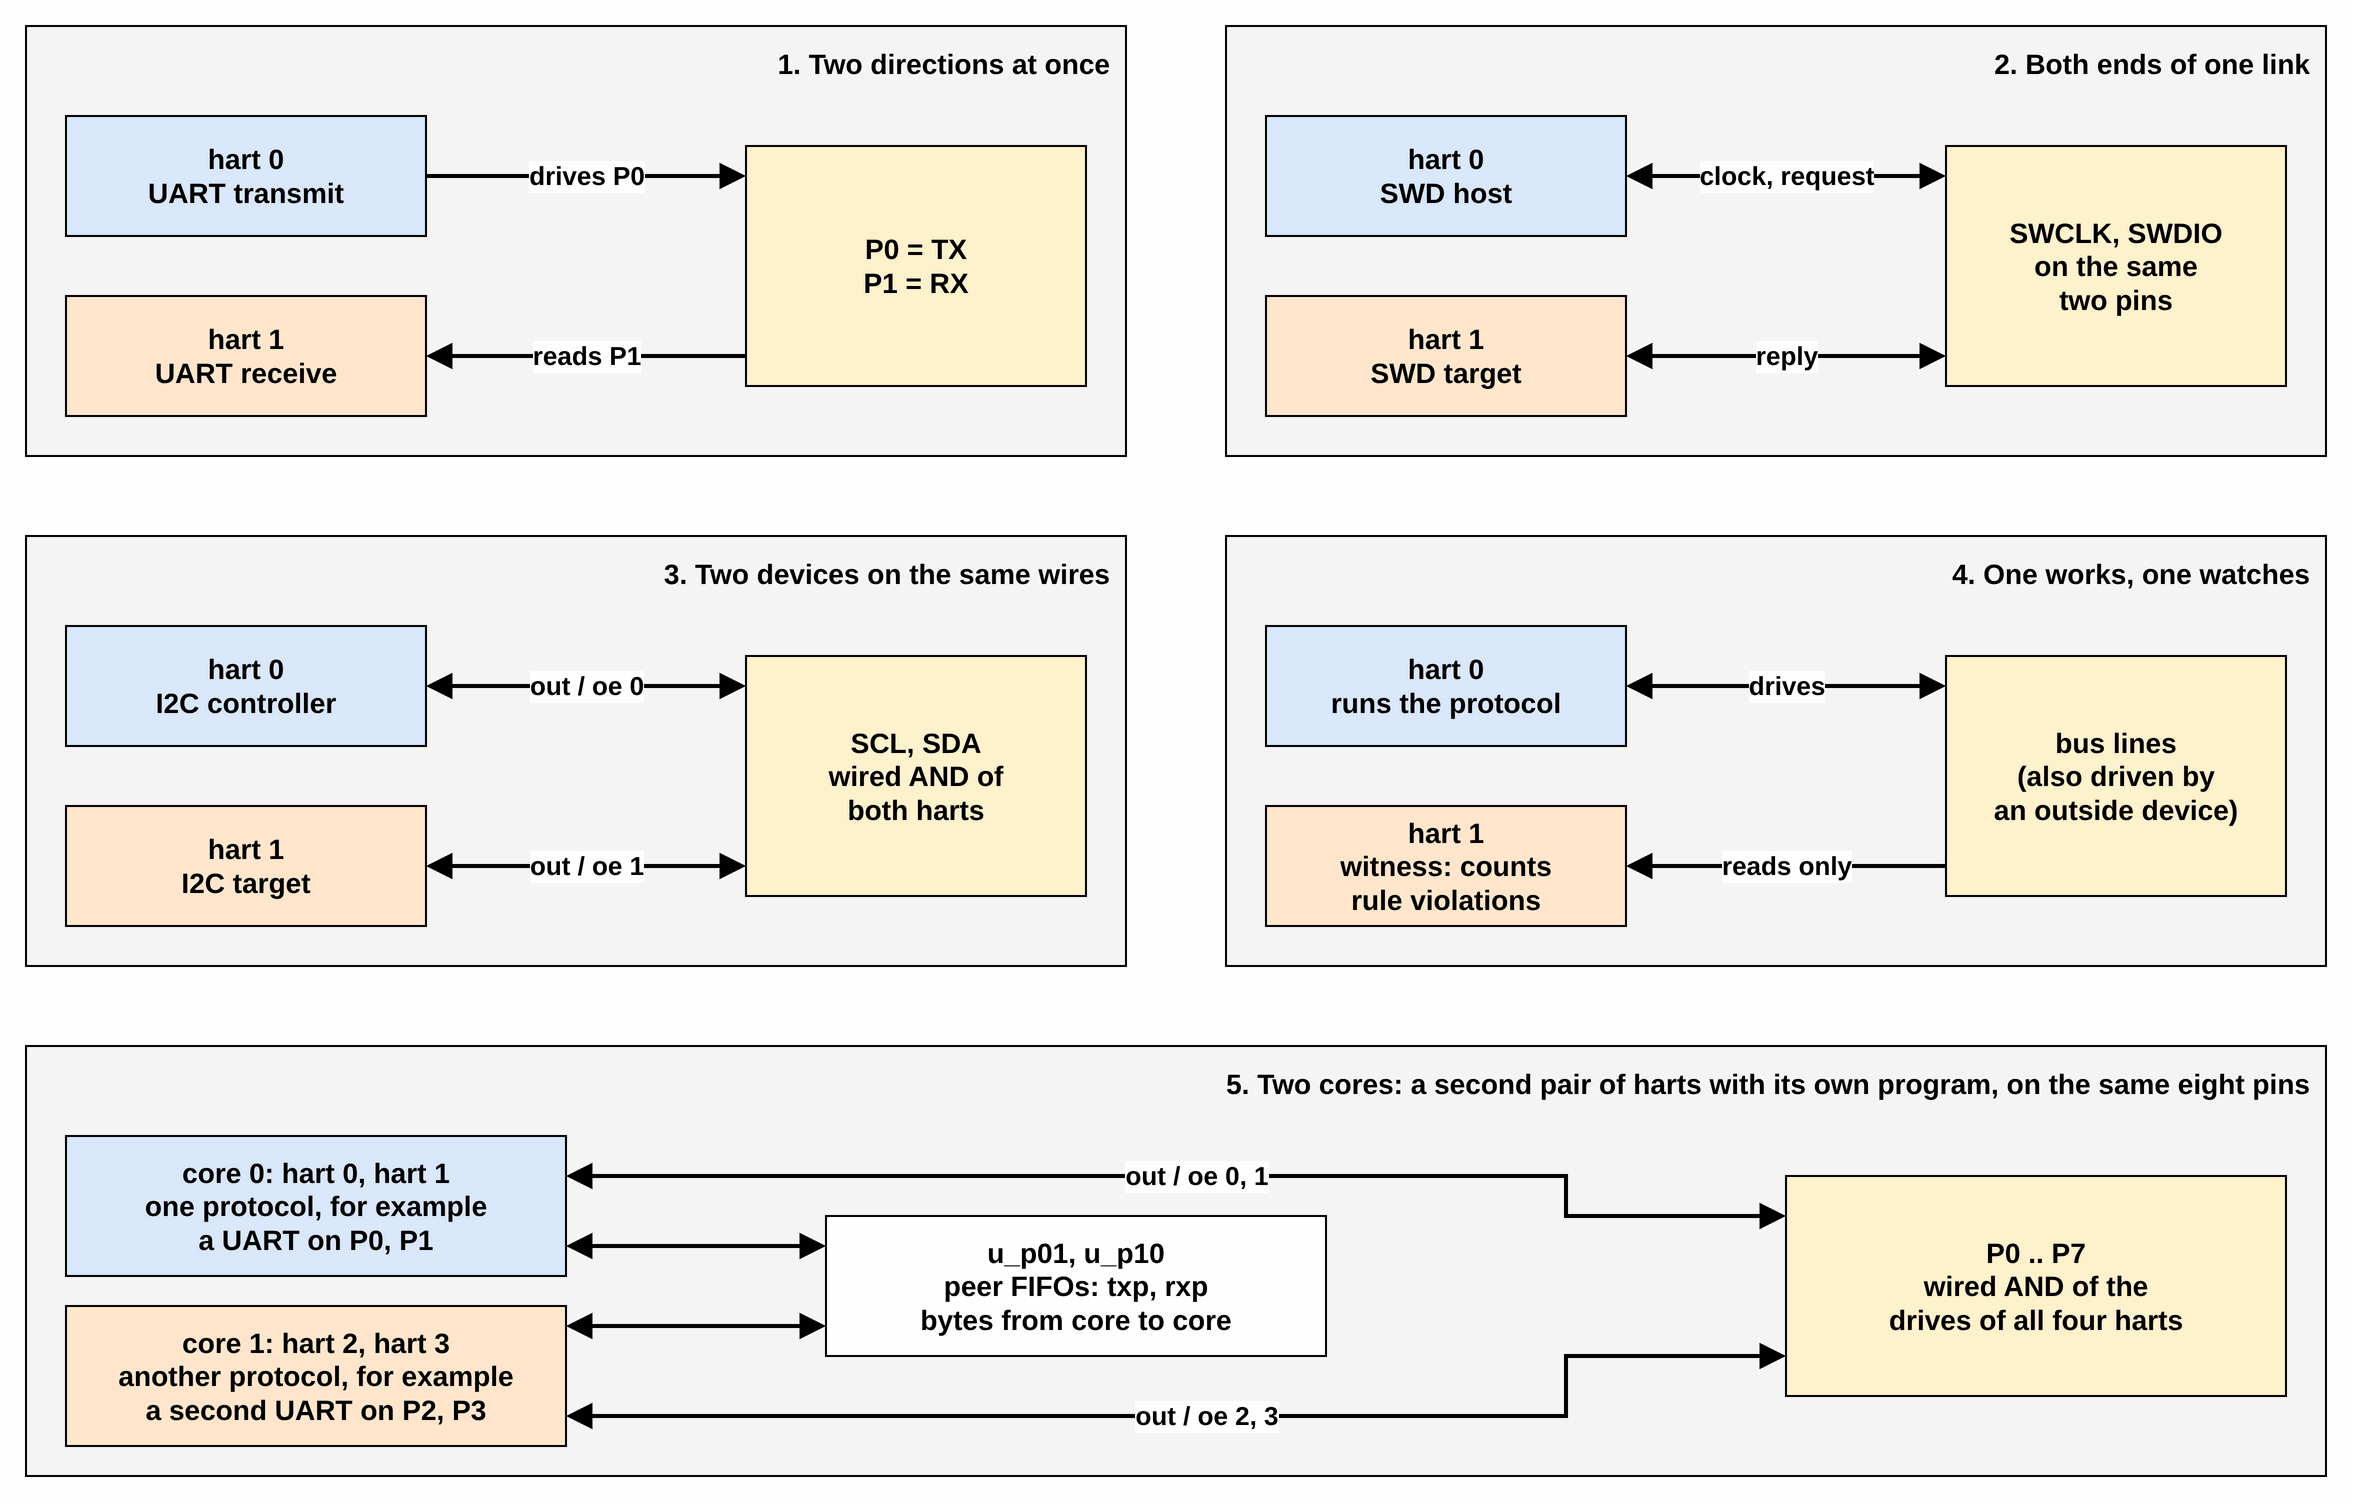 1. Two directions at once
hart 0
UART transmit
drives P0
P0 = TX
P1 = RX
hart 1
UART receive
reads P1
2. Both ends of one link
hart 0
SWD host
clock, request
SWCLK, SWDIO
on the same
two pins
hart 1
SWD target
reply
3. Two devices on the same wires
hart 0
I2C controller
out / oe 0
SCL, SDA
wired AND of
both harts
hart 1
I2C target
out / oe 1
4. One works, one watches
hart 0
runs the protocol
drives
bus lines
(also driven by
an outside device)
hart 1
witness: counts
rule violations
reads only
5. Two cores: a second pair of harts with its own program, on the same eight pins
core 0: hart 0, hart 1
one protocol, for example
a UART on P0, P1
out / oe 0, 1
u_p01, u_p10
peer FIFOs: txp, rxp
bytes from core to core
P0 .. P7
wired AND of the
drives of all four harts
core 1: hart 2, hart 3
another protocol, for example
a second UART on P2, P3
out / oe 2, 3